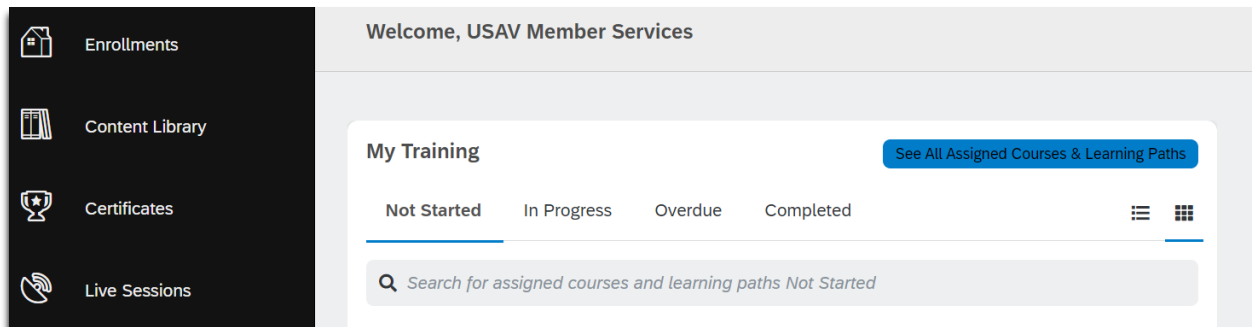 Enrollments
Content Library
Certificates
Live Sessions
Welcome, USAV Member Services
My Training
See All Assigned Courses & Learning Paths
Not Started In Progress Overdue Completed
Search for assigned courses and learning paths Not Started